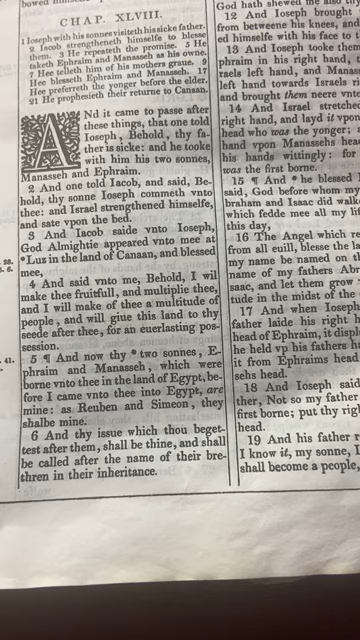 bowed himself
CHAP. XLVIII.
1 Ioseph with his sonnes visiteth his sicke father.
2 Iacob strengtheneth himselfe to blesse
them. 3 He repeateth the promise. 5 He
taketh Ephraim and Manasseh as his owne.
7 Hee telleth him of his mothers graue. 9
Hee blesseth Ephraim and Manasseh. 17
Hee preferreth the yonger before the elder.
21 He prophesieth their returne to Canaan.
ANd it came to passe after
these things, that one told
Ioseph, Behold, thy fa-
ther is sicke: and he tooke
with him his two sonnes,
Manasseh and Ephraim.
2 And one told Iacob, and said, Be-
hold, thy sonne Ioseph commeth vnto
thee: and Israel strengthened himselfe,
and sate vpon the bed.
3 And Iacob saide vnto Ioseph,
God Almightie appeared vnto mee at
*Lus in the land of Canaan, and blessed
mee,
4 And said vnto me, Behold, I will
make thee fruitfull, and multiplie thee,
and I will make of thee a multitude of
people, and will giue this land to thy
seede after thee, for an euerlasting pos-
session.
5 ¶ And now thy *two sonnes, E-
phraim and Manasseh, which were
borne vnto thee in the land of Egypt, be-
fore I came vnto thee into Egypt, are
mine: as Reuben and Simeon, they
shalbe mine.
6 And thy issue which thou beget-
test after them, shall be thine, and shall
be called after the name of their bre-
thren in their inheritance.
28.
6.
41.
God hath shewed me also thy
12 And Ioseph brought
from betweene his knees, and
ed himselfe with his face to t
13 And Ioseph tooke them
phraim in his right hand, t
raels left hand, and Manas
left hand towards Israels ri
and brought them neere vnto
14 And Israel stretched
right hand, and layd it vpon
head who was the yonger;
hand vpon Manassehs hea
his hands wittingly: for
was the first borne.
15 ¶ And *he blessed I
said, God before whom my
braham and Isaac did walk
which fedde mee all my li
this day,
16 The Angel which re
from all euill, blesse the la
my name be named on th
name of my fathers Abr
saac, and let them grow
tude in the midst of the
17 And when Ioseph
father laide his right h
head of Ephraim, it displ
he held vp his fathers h
it from Ephraims head
sehs head.
18 And Ioseph said
ther, Not so my father
first borne; put thy rig
head.
19 And his father r
I know it, my sonne, I
shall become a people,